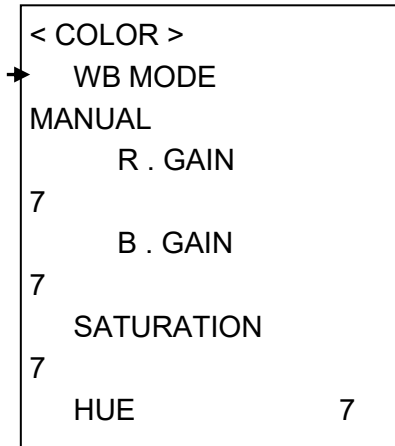 < COLOR >
WB MODE
MANUAL
R . GAIN
7
B . GAIN
7
SATURATION
7
HUE 7